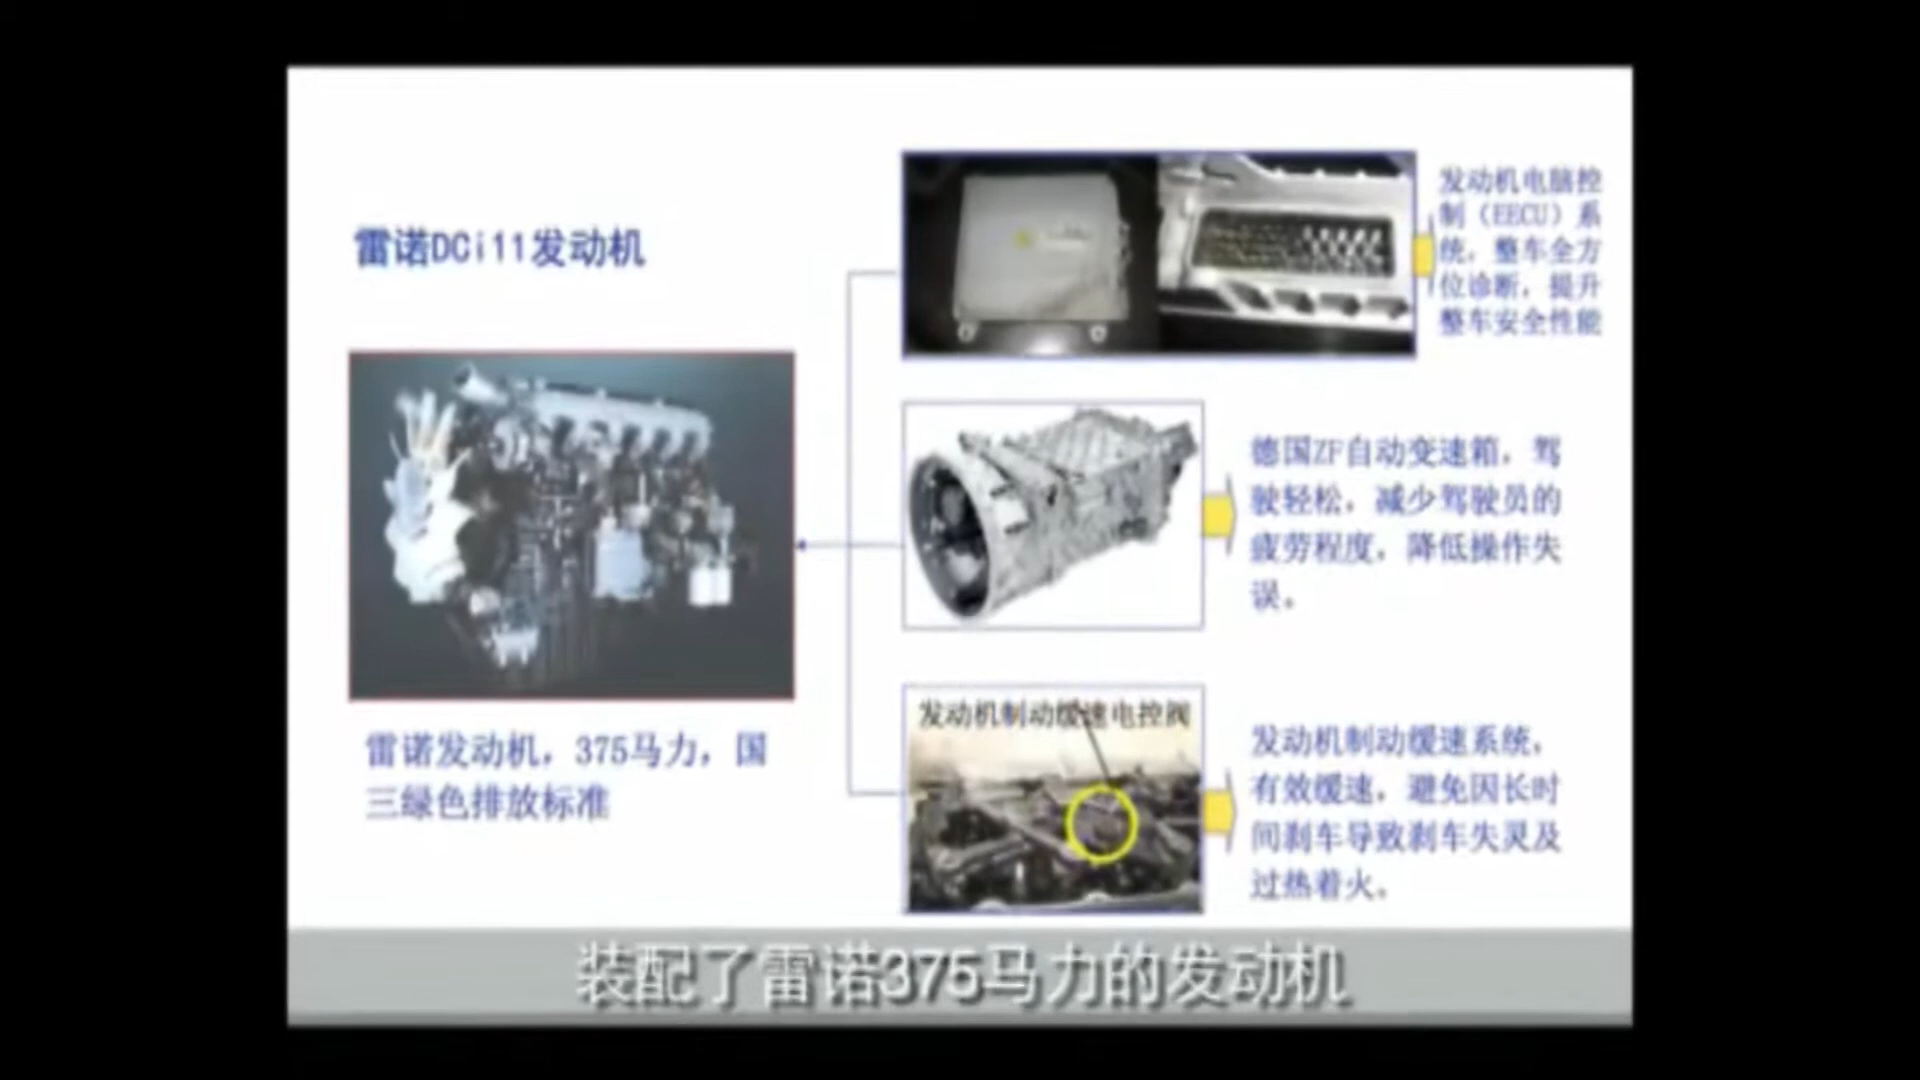 雷诺DCi11发动机
雷诺发动机，375马力，国
三绿色排放标准
发动机电脑控
制（EECU）系
统，整车全方
位诊断，提升
整车安全性能
德国ZF自动变速箱，驾
驶轻松，减少驾驶员的
疲劳程度，降低操作失
误。
发动机制动缓速电控阀
发动机制动缓速系统，
有效缓速，避免因长时
间刹车导致刹车失灵及
过热着火。
装配了雷诺375马力的发动机